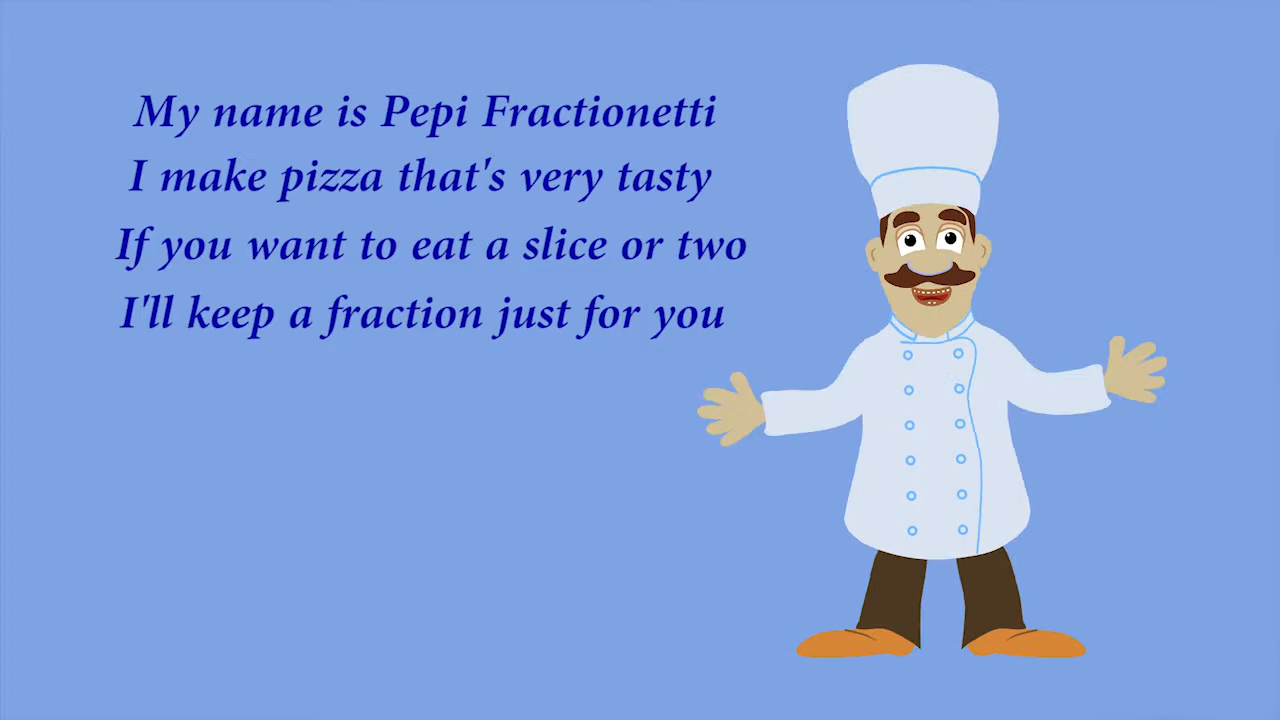 My name is Pepi Fractionetti
I make pizza that's very tasty
If you want to eat a slice or two
I'll keep a fraction just for you